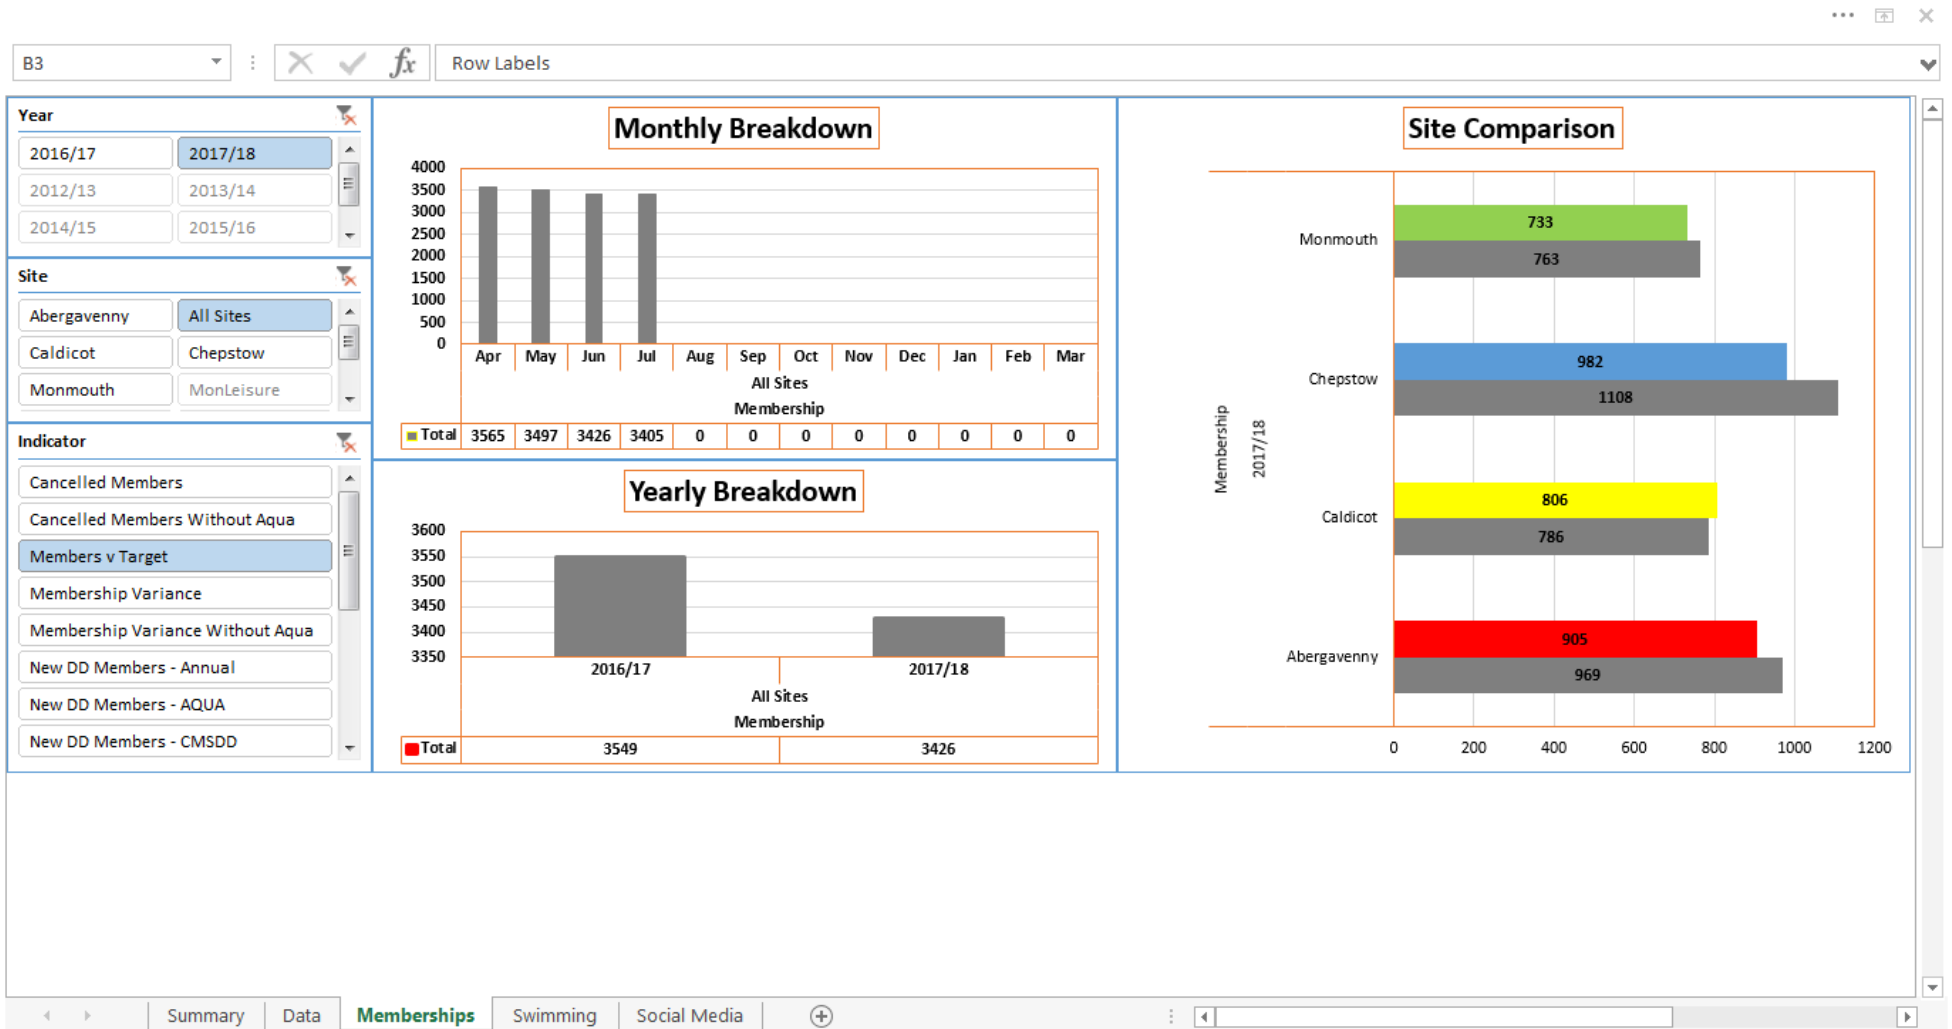 B3
fx
Row Labels
Year
2016/17 2017/18
2012/13 2013/14
2014/15 2015/16
Site
Abergavenny All Sites
Caldicot Chepstow
Monmouth MonLeisure
Indicator
Cancelled Members
Cancelled Members Without Aqua
Members v Target
Membership Variance
Membership Variance Without Aqua
New DD Members - Annual
New DD Members - AQUA
New DD Members - CMSDD
Monthly Breakdown
4000
3500
3000
2500
2000
1500
1000
500
0
Apr May Jun Jul Aug Sep Oct Nov Dec Jan Feb Mar
All Sites
Membership
Total 3565 3497 3426 3405 0 0 0 0 0 0 0 0
Yearly Breakdown
3600
3550
3500
3450
3400
3350
2016/17 2017/18
All Sites
Membership
Total 3549 3426
Site Comparison
Membership
2017/18
Monmouth
733
763
Chepstow
982
1108
Caldicot
806
786
Abergavenny
905
969
0 200 400 600 800 1000 1200
Summary Data Memberships Swimming Social Media